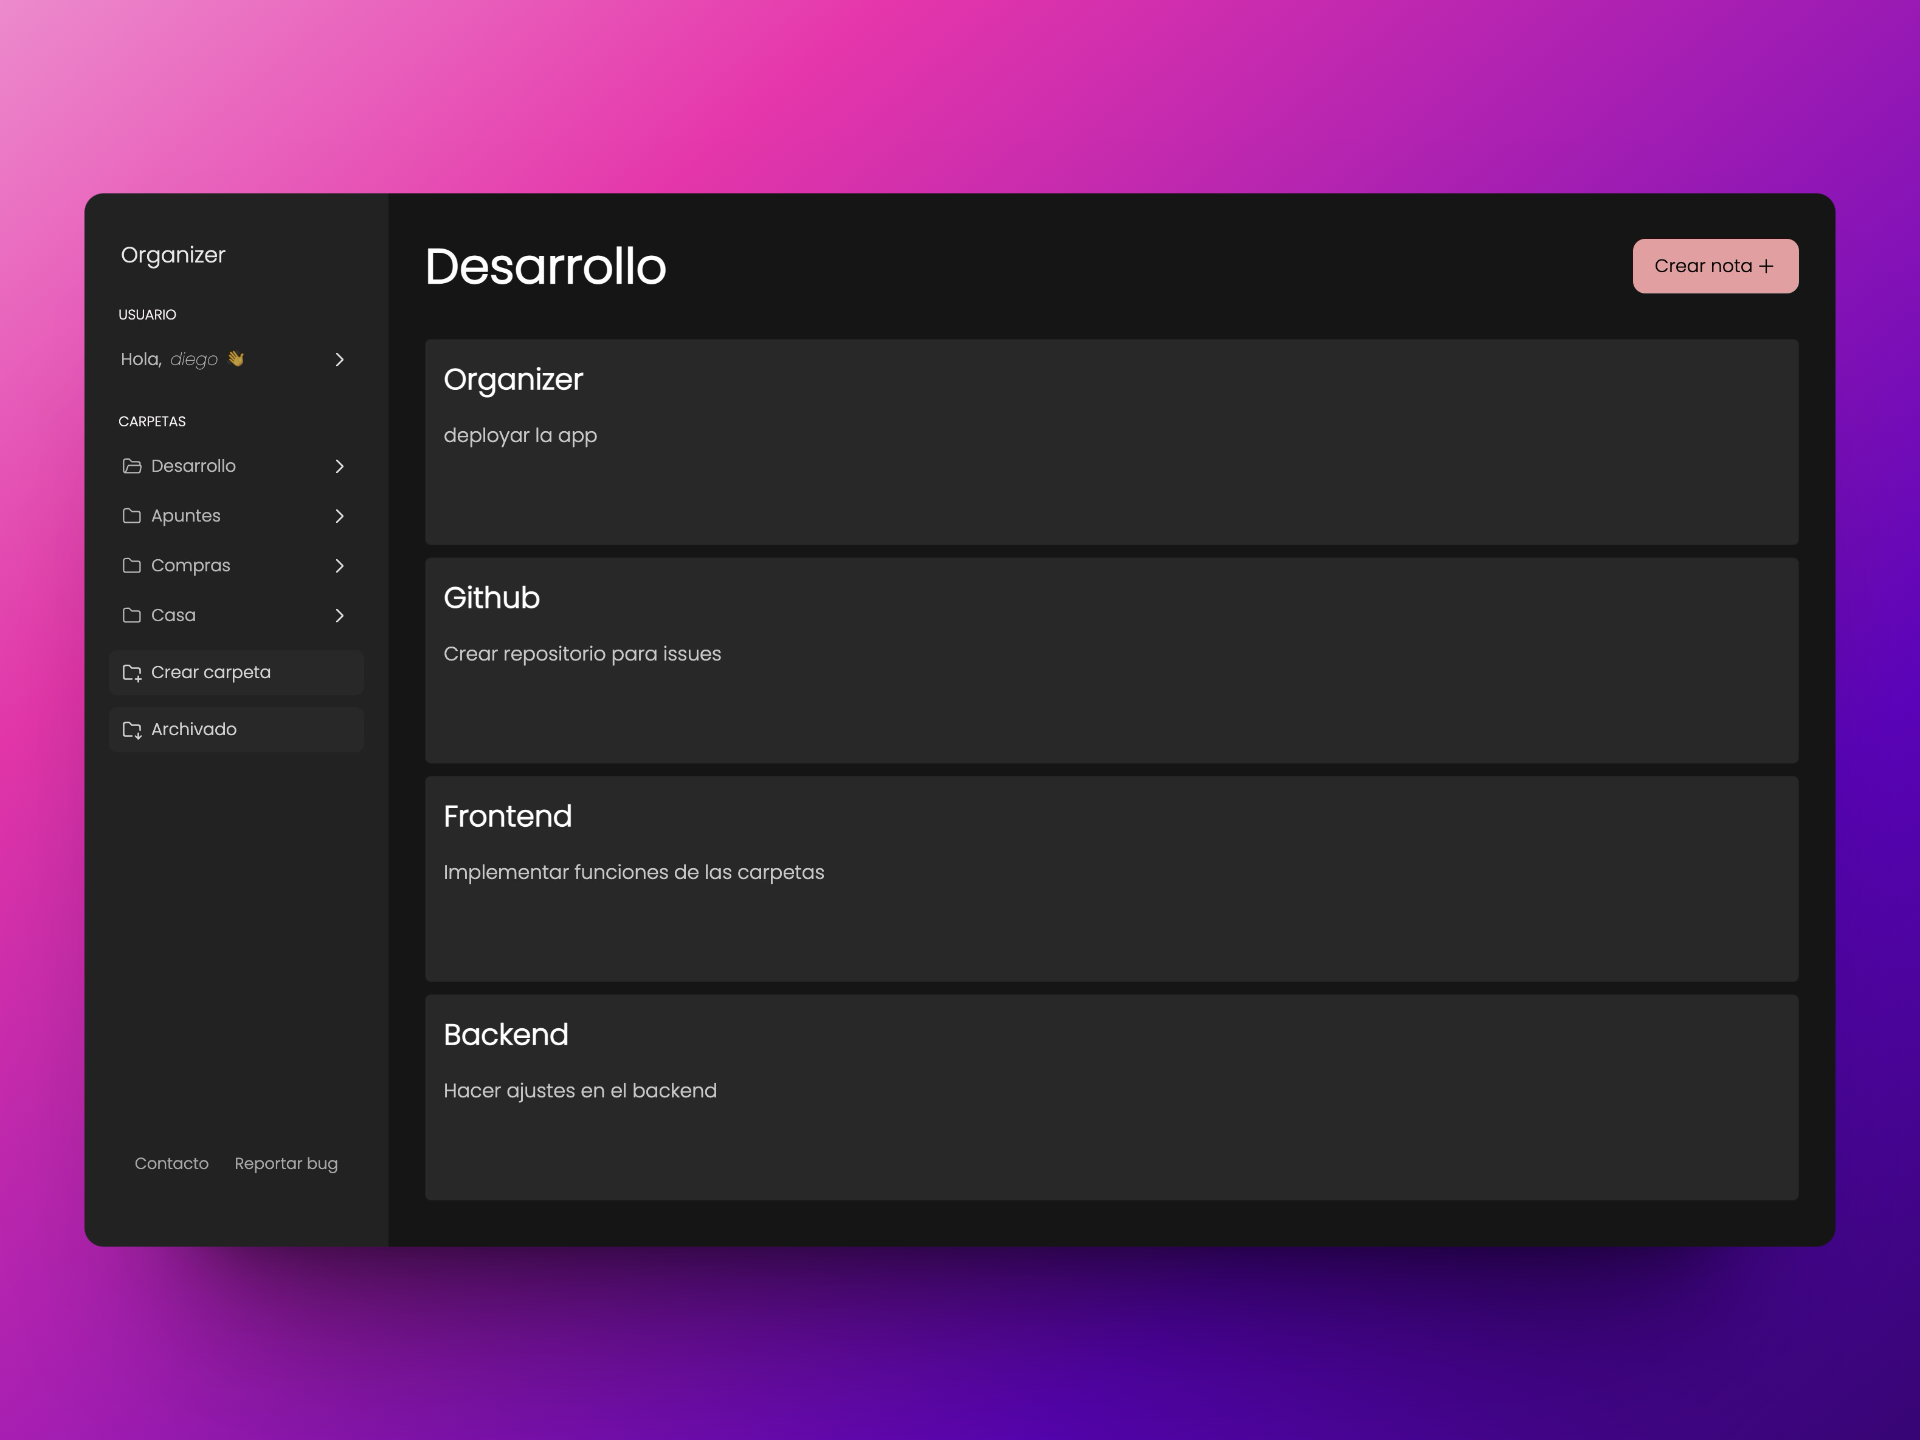 Organizer
USUARIO
Hola, diego 👋
CARPETAS
Desarrollo
Apuntes
Compras
Casa
Crear carpeta
Archivado
Contacto Reportar bug
Desarrollo
Crear nota +
Organizer
deployar la app
Github
Crear repositorio para issues
Frontend
Implementar funciones de las carpetas
Backend
Hacer ajustes en el backend